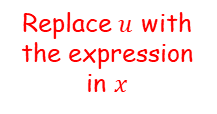 Replace u with
the expression
in x